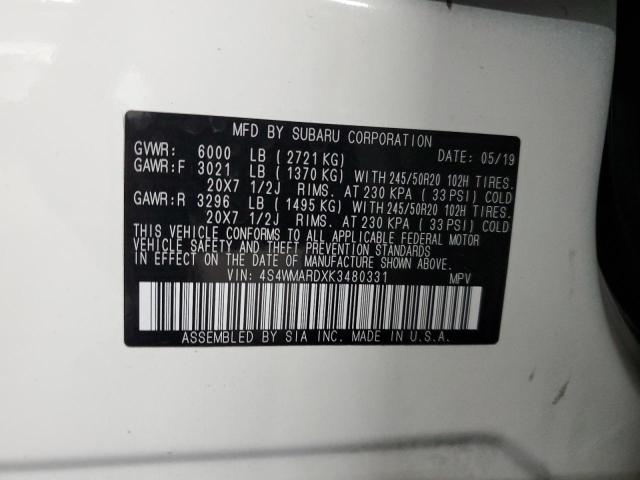 MFD BY SUBARU CORPORATION
GVWR: 6000 LB ( 2721 KG) DATE: 05/19
GAWR:F 3021 LB ( 1370 KG) WITH 245/50R20 102H TIRES.
20X7 1/2J RIMS. AT 230 KPA ( 33 PSI) COLD
GAWR:R 3296 LB ( 1495 KG) WITH 245/50R20 102H TIRES.
20X7 1/2J RIMS. AT 230 KPA ( 33 PSI) COLD
THIS VEHICLE CONFORMS TO ALL APPLICABLE FEDERAL MOTOR
VEHICLE SAFETY AND THEFT PREVENTION STANDARDS
IN EFFECT ON THE DATE OF MANUFACTURE SHOWN ABOVE.
VIN: 4S4WMARDXK3480331 MPV
ASSEMBLED BY SIA INC. MADE IN U.S.A.